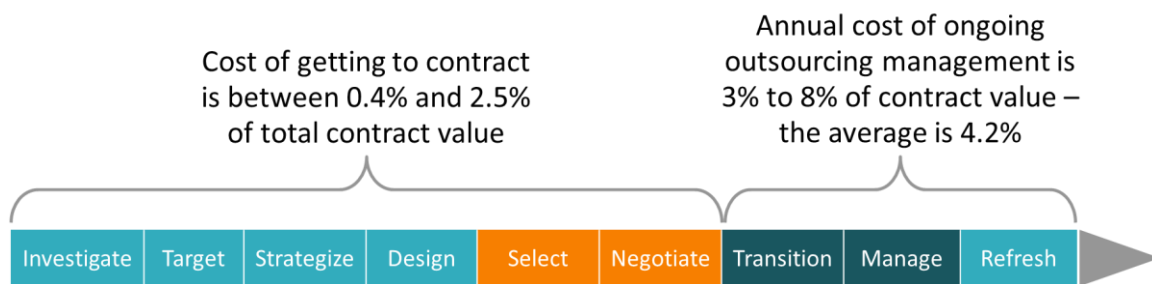 Cost of getting to contract
is between 0.4% and 2.5%
of total contract value
Annual cost of ongoing
outsourcing management is
3% to 8% of contract value –
the average is 4.2%
Investigate Target Strategize Design Select Negotiate Transition Manage Refresh